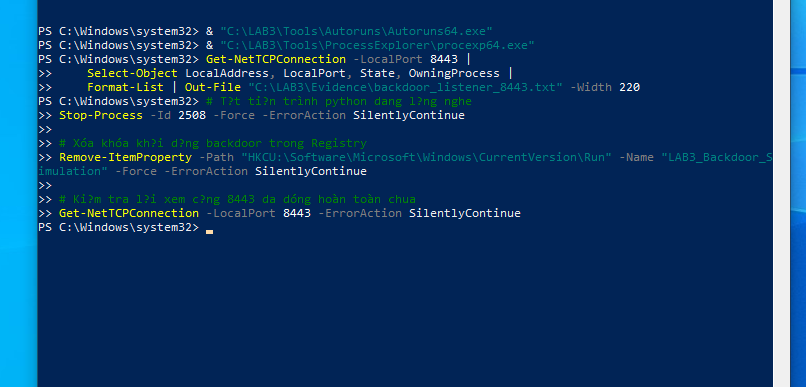 PS C:\Windows\system32> & "C:\LAB3\Tools\Autoruns\Autoruns64.exe"
PS C:\Windows\system32> & "C:\LAB3\Tools\ProcessExplorer\procexp64.exe"
PS C:\Windows\system32> Get-NetTCPConnection -LocalPort 8443 |
>>     Select-Object LocalAddress, LocalPort, State, OwningProcess |
>>     Format-List | Out-File "C:\LAB3\Evidence\backdoor_listener_8443.txt" -Width 220
PS C:\Windows\system32> # T?t ti?n trình python dang l?ng nghe
>> Stop-Process -Id 2508 -Force -ErrorAction SilentlyContinue
>>
>> # Xóa khóa kh?i d?ng backdoor trong Registry
>> Remove-ItemProperty -Path "HKCU:\Software\Microsoft\Windows\CurrentVersion\Run" -Name "LAB3_Backdoor_S
imulation" -Force -ErrorAction SilentlyContinue
>>
>> # Ki?m tra l?i xem c?ng 8443 da dóng hoàn toàn chua
>> Get-NetTCPConnection -LocalPort 8443 -ErrorAction SilentlyContinue
PS C:\Windows\system32>